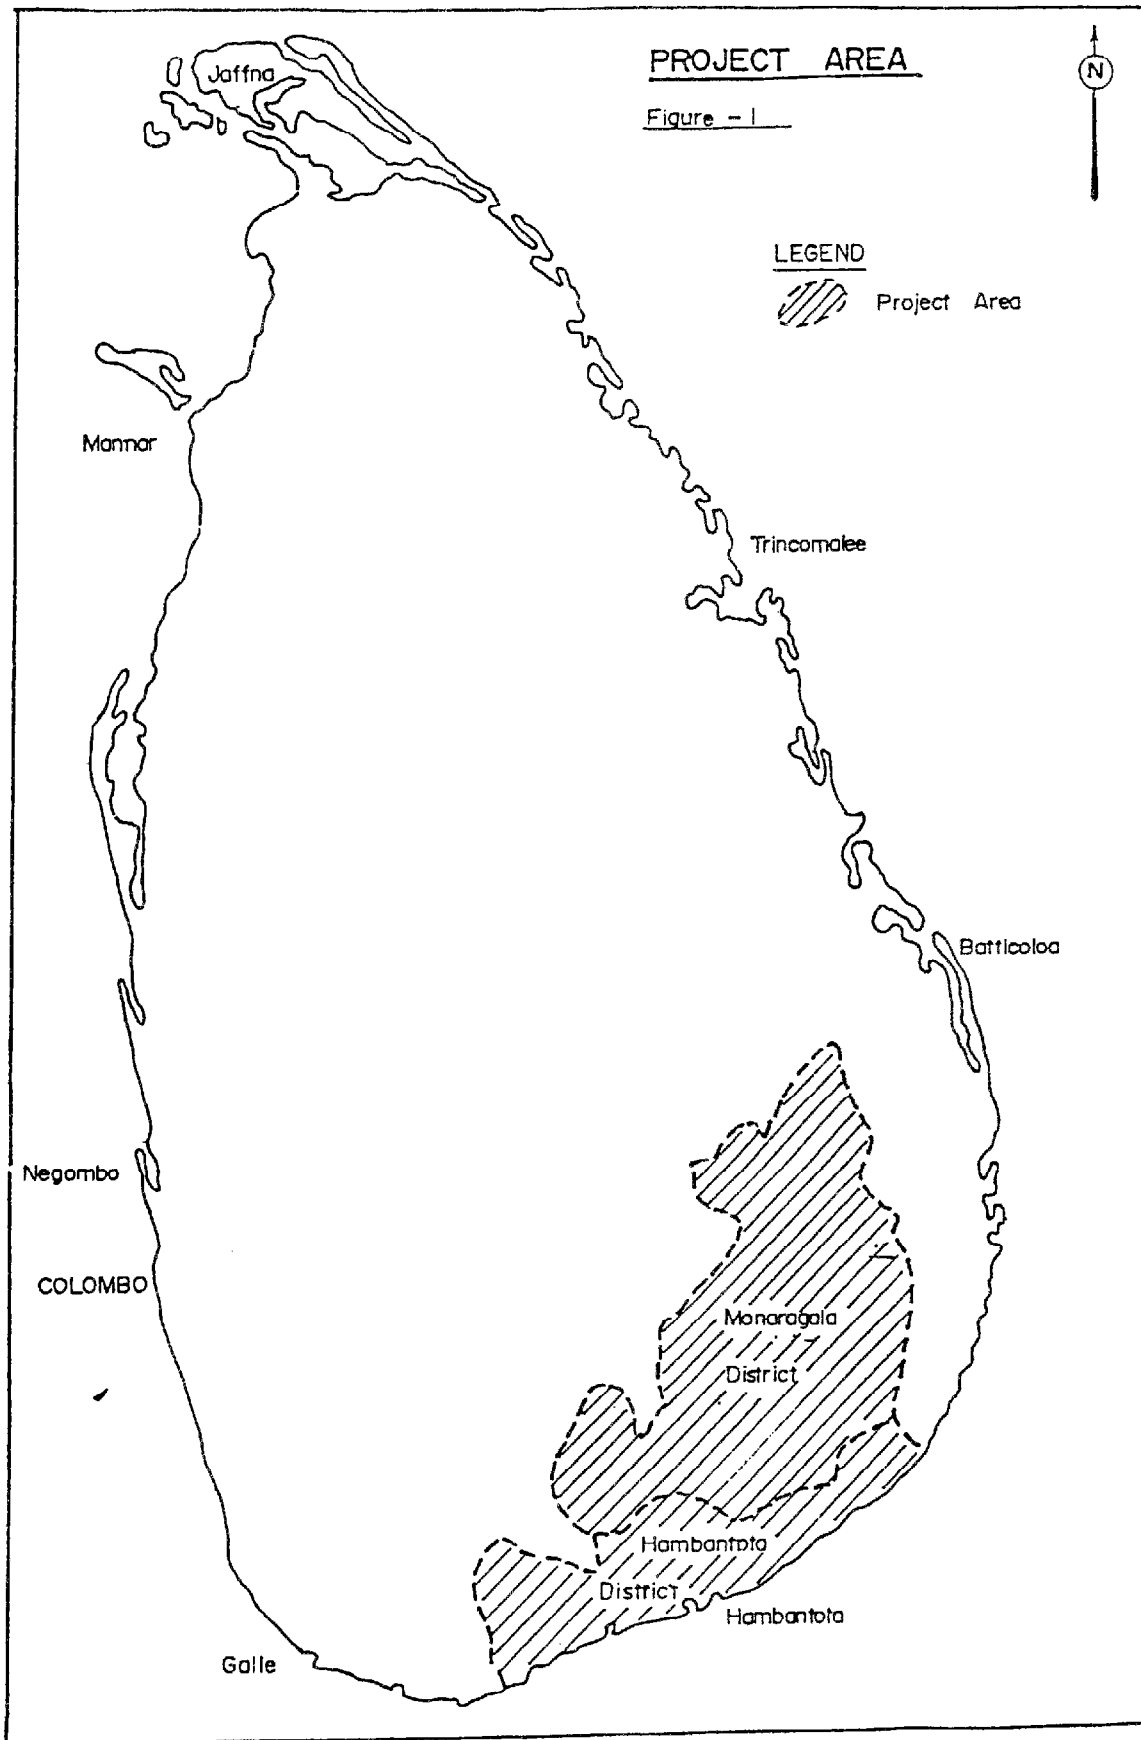 PROJECT AREA
Figure - 1
N
LEGEND
Project Area
Jaffna
Mannar
Trincomalee
Batticoloa
Negombo
COLOMBO
Monaragala
District
Hambantota
District
Hambantota
Galle